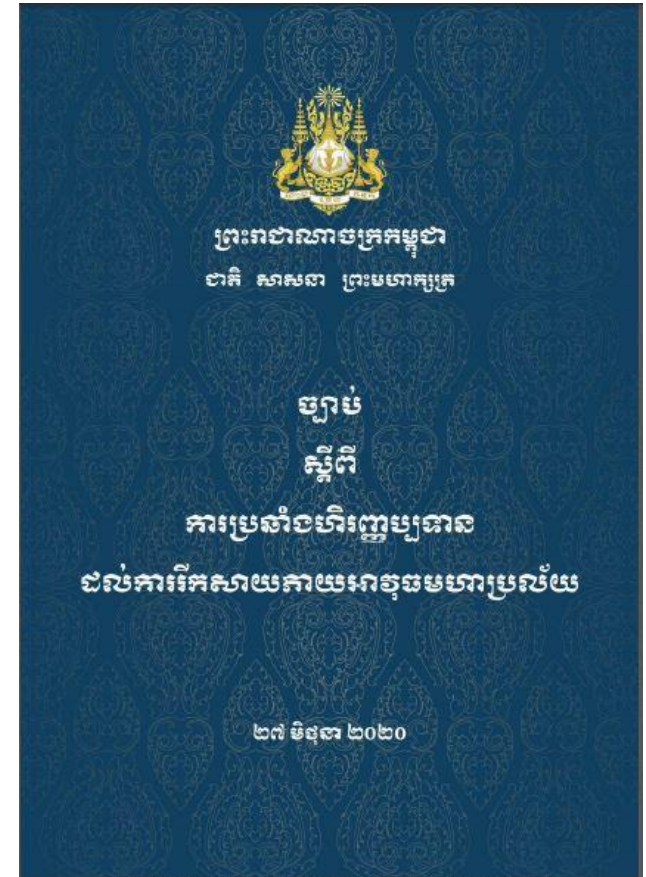 ព្រះរាជាណាចក្រកម្ពុជា
ជាតិ សាសនា ព្រះមហាក្សត្រ
ច្បាប់
ស្តីពី
ការប្រឆាំងហិរញ្ញប្បទាន
ដល់ការរីកសាយភាយអាវុធមហាប្រល័យ
២៧ មិថុនា ២០២០